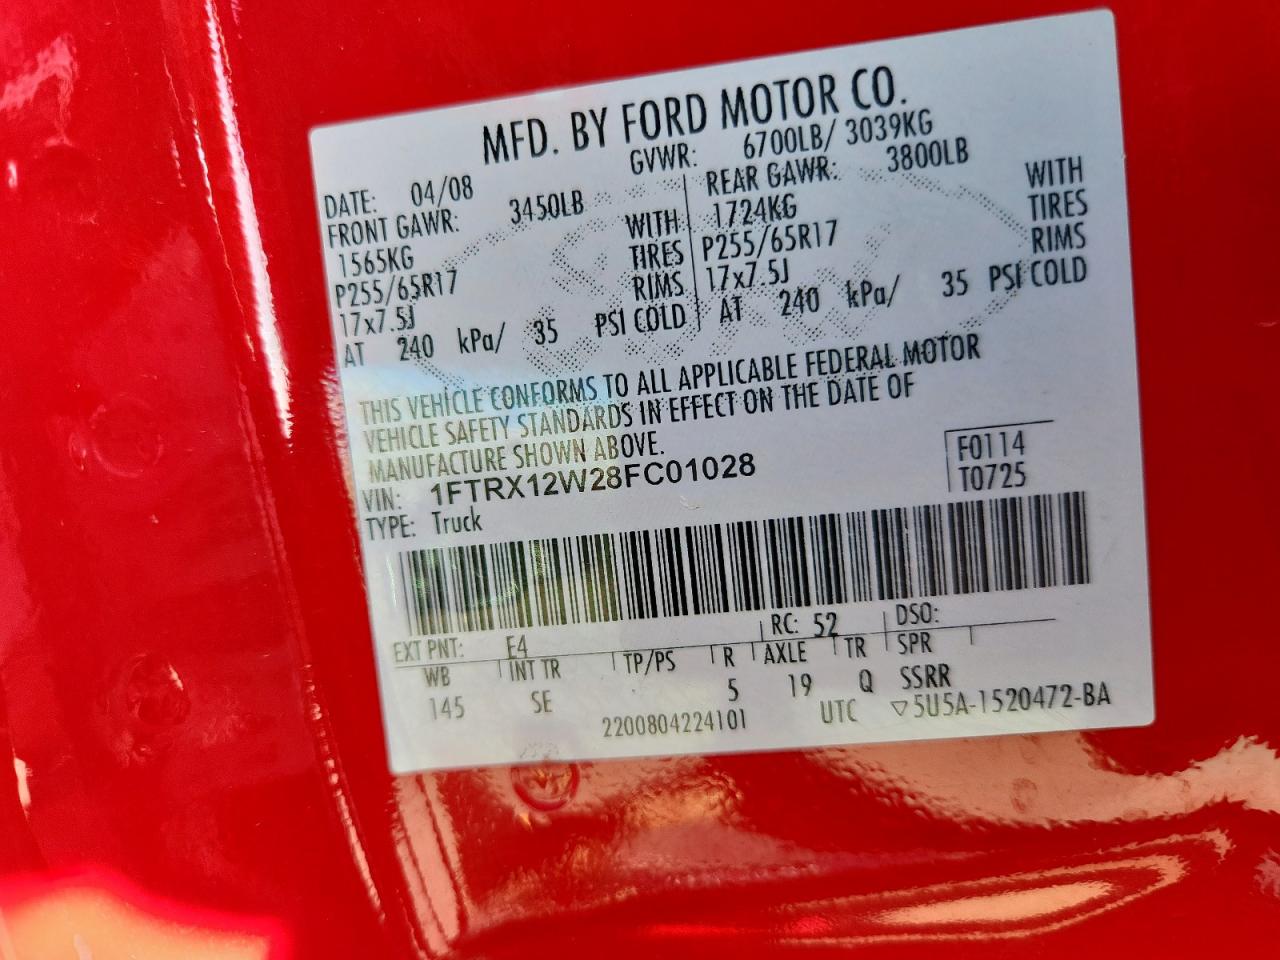 MFD. BY FORD MOTOR CO.
DATE: 04/08 GVWR: 6700LB/ 3039KG
FRONT GAWR: 3450LB REAR GAWR: 3800LB
1565KG WITH 1724KG WITH
P255/65R17 TIRES P255/65R17 TIRES
17x7.5J RIMS 17x7.5J RIMS
AT 240 kPa/ 35 PSI COLD AT 240 kPa/ 35 PSI COLD
THIS VEHICLE CONFORMS TO ALL APPLICABLE FEDERAL MOTOR
VEHICLE SAFETY STANDARDS IN EFFECT ON THE DATE OF
MANUFACTURE SHOWN ABOVE.
VIN: 1FTRX12W28FC01028 F0114
TYPE: Truck T0725
EXT PNT: E4 RC: 52 DSO:
WB INT TR TP/PS R AXLE TR SPR
145 SE 5 19 Q SSRR
2200804224101 UTC ▽5U5A-1520472-BA